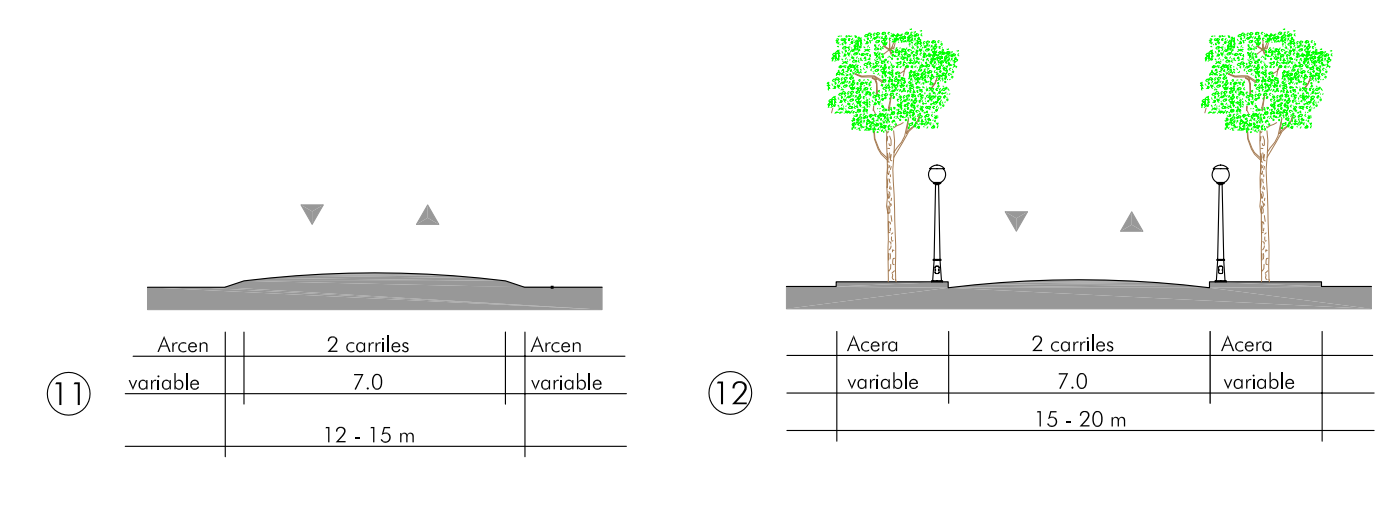 Arcen 2 carriles Arcen
variable 7.0 variable
11
12 - 15 m
Acera 2 carriles Acera
variable 7.0 variable
12
15 - 20 m